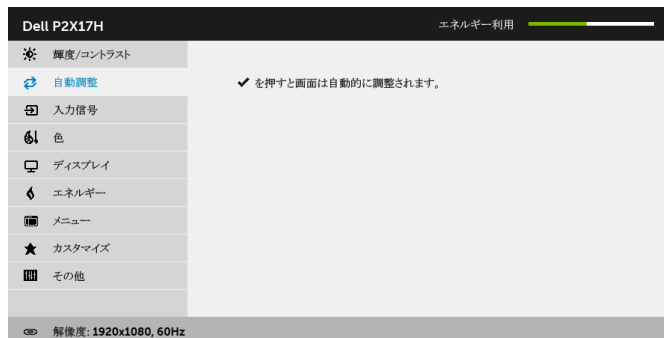 Dell P2X17H
エネルギー利用
輝度/コントラスト
自動調整
✔ を押すと画面は自動的に調整されます。
入力信号
色
ディスプレイ
エネルギー
メニュー
カスタマイズ
その他
解像度: 1920x1080, 60Hz